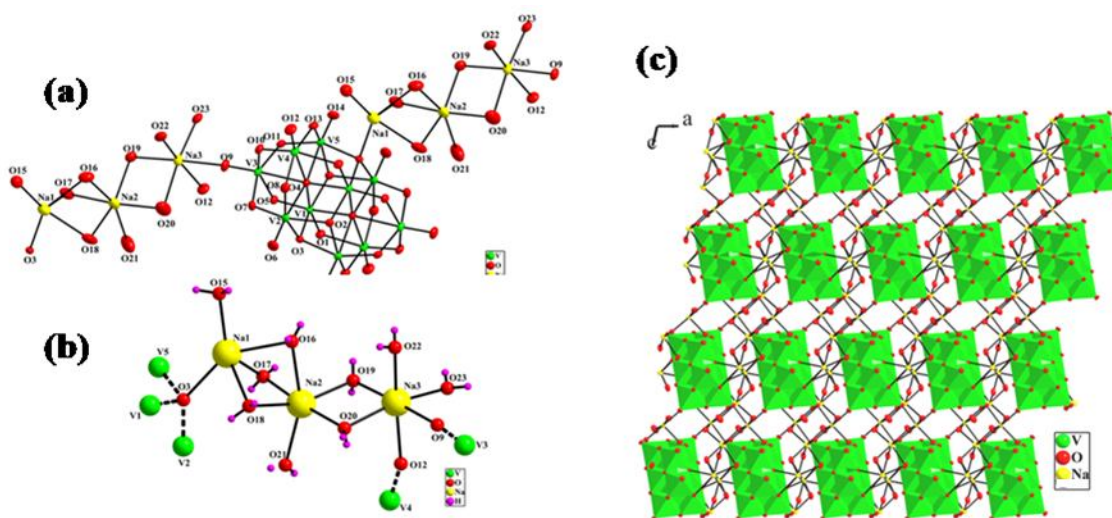 (a)
O15
O17
O16
Na1
O3
O18
Na2
O21
O19
O20
O22
Na3
O23
O12
O9
O10
O11
O12
O13
O14
V5
V4
V3
O8
O4
O5
O7
V2
V1
O2
O6
O3
O1
O15
O17
O16
Na1
Na2
O18
O21
O19
O20
O22
Na3
O23
O9
O12
V
O
(b)
O15
Na1
O16
V5
O17
O3
V1
V2
O18
Na2
O21
O19
O20
O22
Na3
O23
O9
V3
O12
V4
V
O
Na
H
(c)
a
c
V
O
Na